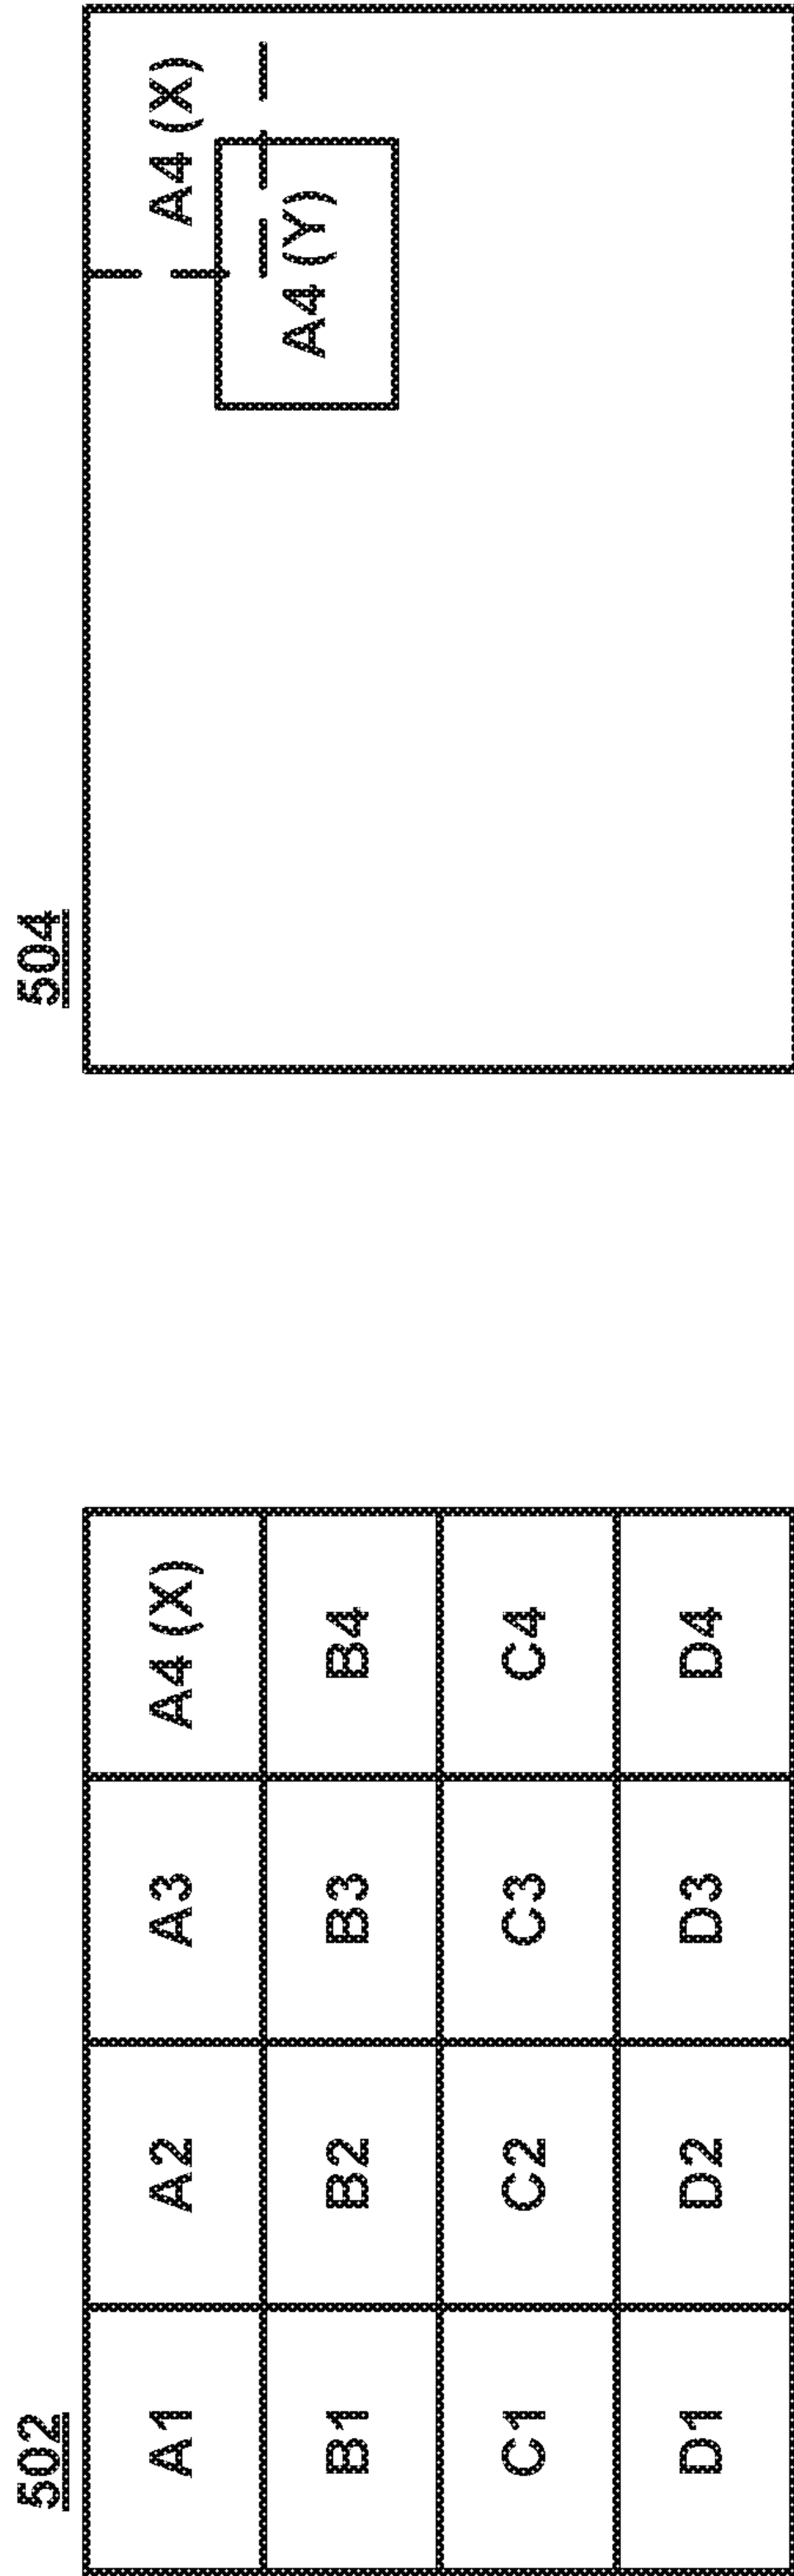 502
A1 A2 A3 A4 (X)
B1 B2 B3 B4
C1 C2 C3 C4
D1 D2 D3 D4
504
A4 (X)
A4 (Y)